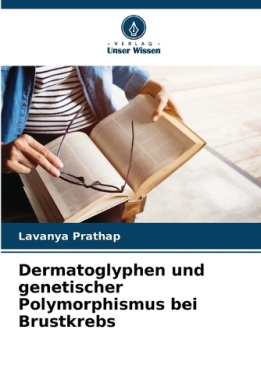 - VERLAG -
Unser Wissen
Lavanya Prathap
Dermatoglyphen und
genetischer
Polymorphismus bei
Brustkrebs